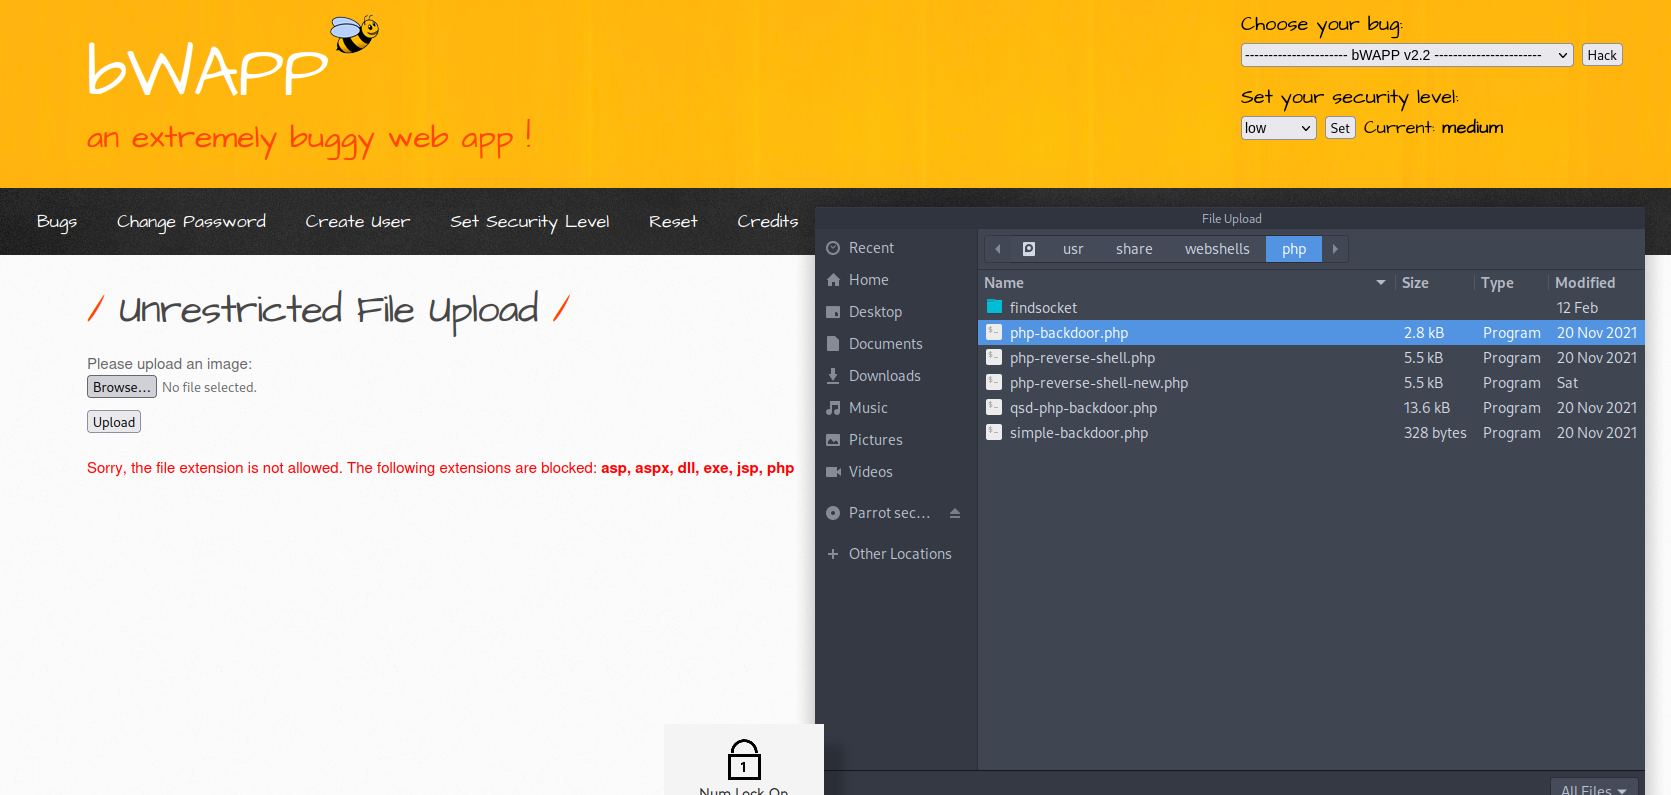 bWAPP
an extremely buggy web app !
Choose your bug:
---------------------- bWAPP v2.2 -----------------------
Hack
Set your security level:
low
Set
Current: medium
Bugs
Change Password
Create User
Set Security Level
Reset
Credits
/ Unrestricted File Upload /
Please upload an image:
Browse...
No file selected.
Upload
Sorry, the file extension is not allowed. The following extensions are blocked: asp, aspx, dll, exe, jsp, php
File Upload
Recent
Home
Desktop
Documents
Downloads
Music
Pictures
Videos
Parrot sec...
Other Locations
usr share webshells php
Name Size Type Modified
findsocket 12 Feb
php-backdoor.php 2.8 kB Program 20 Nov 2021
php-reverse-shell.php 5.5 kB Program 20 Nov 2021
php-reverse-shell-new.php 5.5 kB Program Sat
qsd-php-backdoor.php 13.6 kB Program 20 Nov 2021
simple-backdoor.php 328 bytes Program 20 Nov 2021
1
Num Lock On
All Files